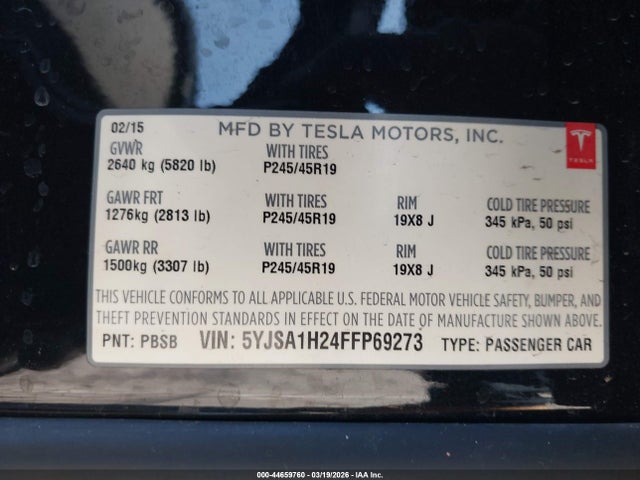 02/15 MFD BY TESLA MOTORS, INC.
TESLA
GVWR WITH TIRES
2640 kg (5820 lb) P245/45R19
GAWR FRT WITH TIRES RIM COLD TIRE PRESSURE
1276kg (2813 lb) P245/45R19 19X8 J 345 kPa, 50 psi
GAWR RR WITH TIRES RIM COLD TIRE PRESSURE
1500kg (3307 lb) P245/45R19 19X8 J 345 kPa, 50 psi
THIS VEHICLE CONFORMS TO ALL APPLICABLE U.S. FEDERAL MOTOR VEHICLE SAFETY, BUMPER, AND
THEFT PREVENTION STANDARDS IN EFFECT ON THE DATE OF MANUFACTURE SHOWN ABOVE.
PNT: PBSB VIN: 5YJSA1H24FFP69273 TYPE: PASSENGER CAR
000-44659760 - 03/19/2026 - IAA Inc.